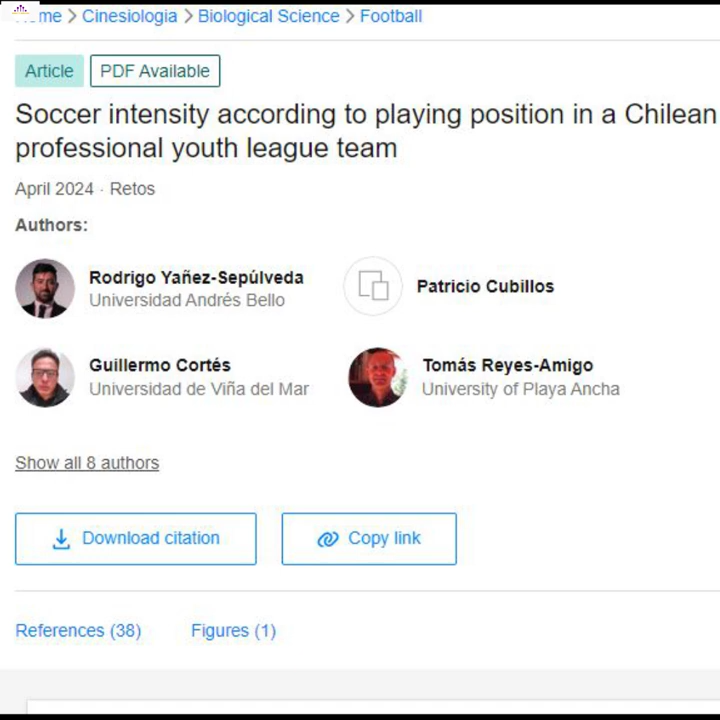 Home > Cinesiologia > Biological Science > Football
Article PDF Available
Soccer intensity according to playing position in a Chilean
professional youth league team
April 2024 · Retos
Authors:
Rodrigo Yañez-Sepúlveda
Universidad Andrés Bello
Patricio Cubillos
Guillermo Cortés
Universidad de Viña del Mar
Tomás Reyes-Amigo
University of Playa Ancha
Show all 8 authors
Download citation Copy link
References (38) Figures (1)